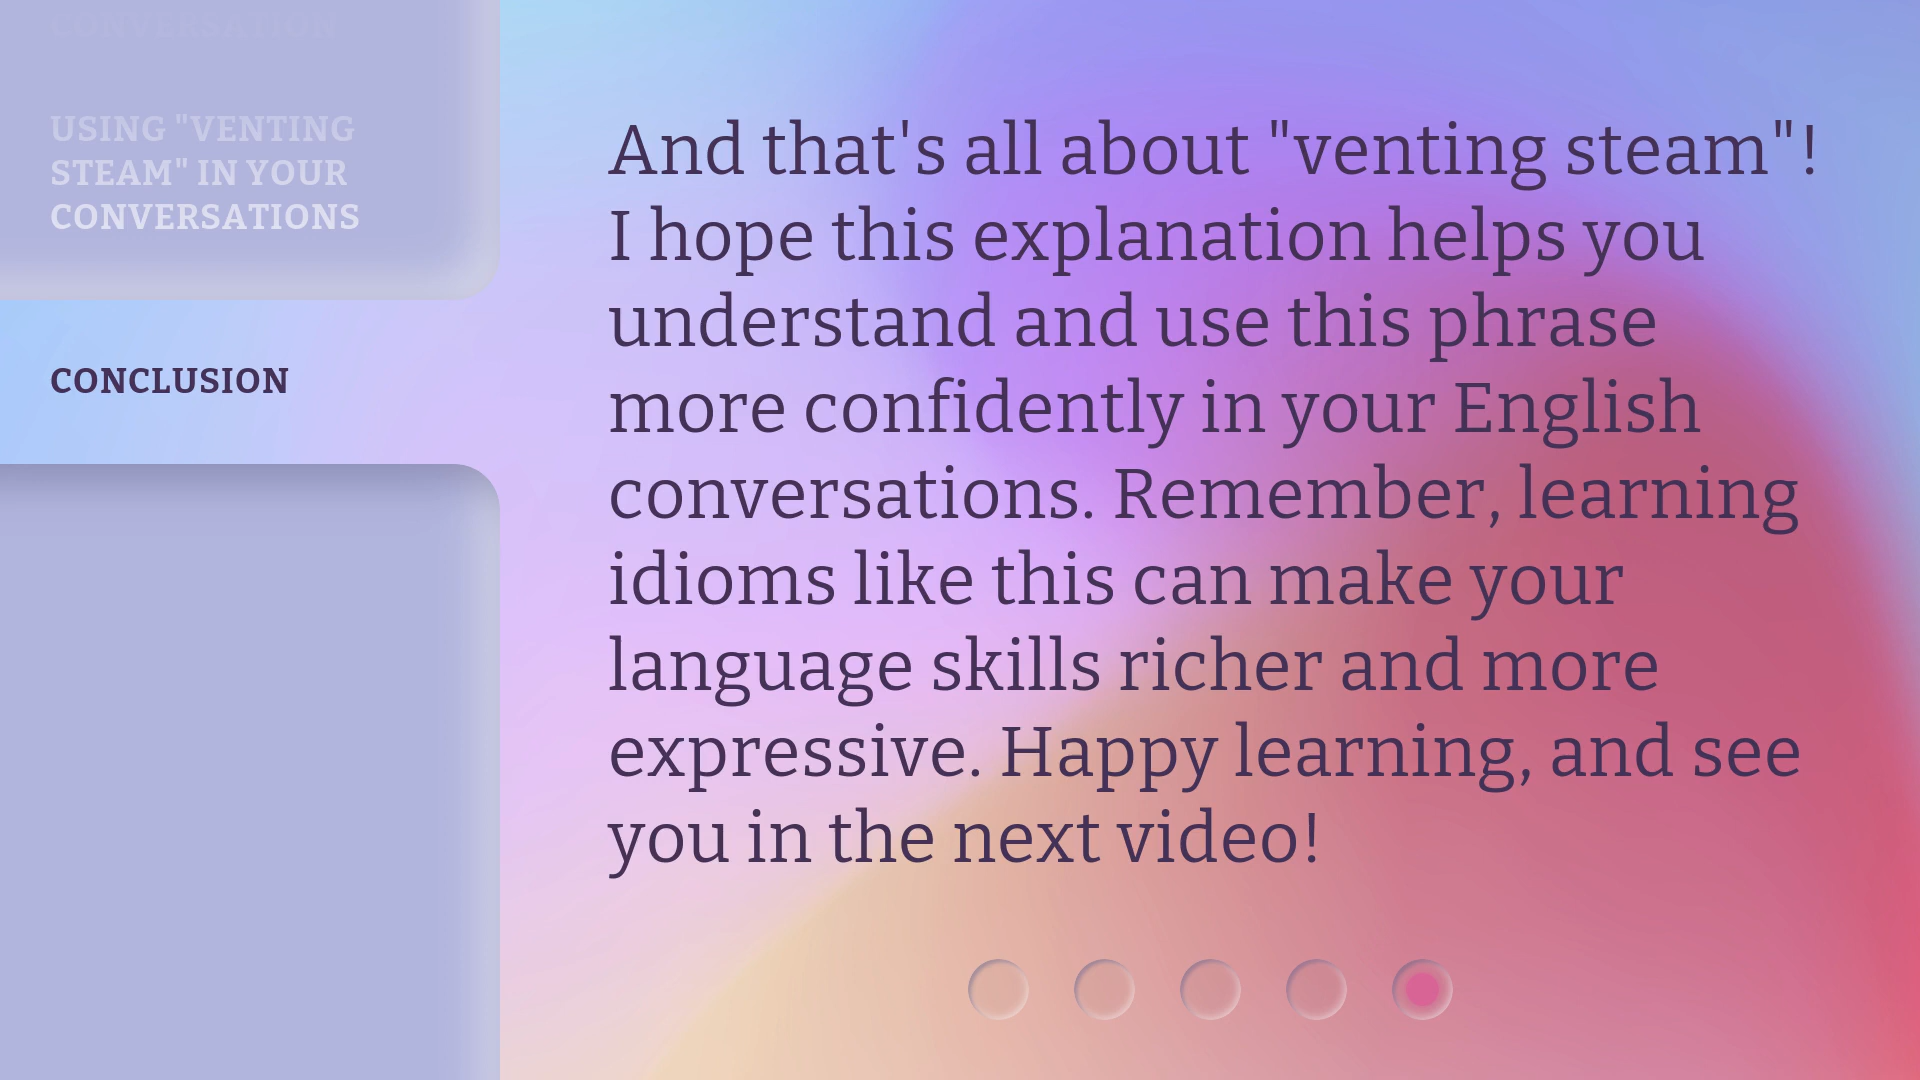 CONVERSATION
USING "VENTING
STEAM" IN YOUR
CONVERSATIONS
CONCLUSION
And that's all about "venting steam"!
I hope this explanation helps you
understand and use this phrase
more confidently in your English
conversations. Remember, learning
idioms like this can make your
language skills richer and more
expressive. Happy learning, and see
you in the next video!